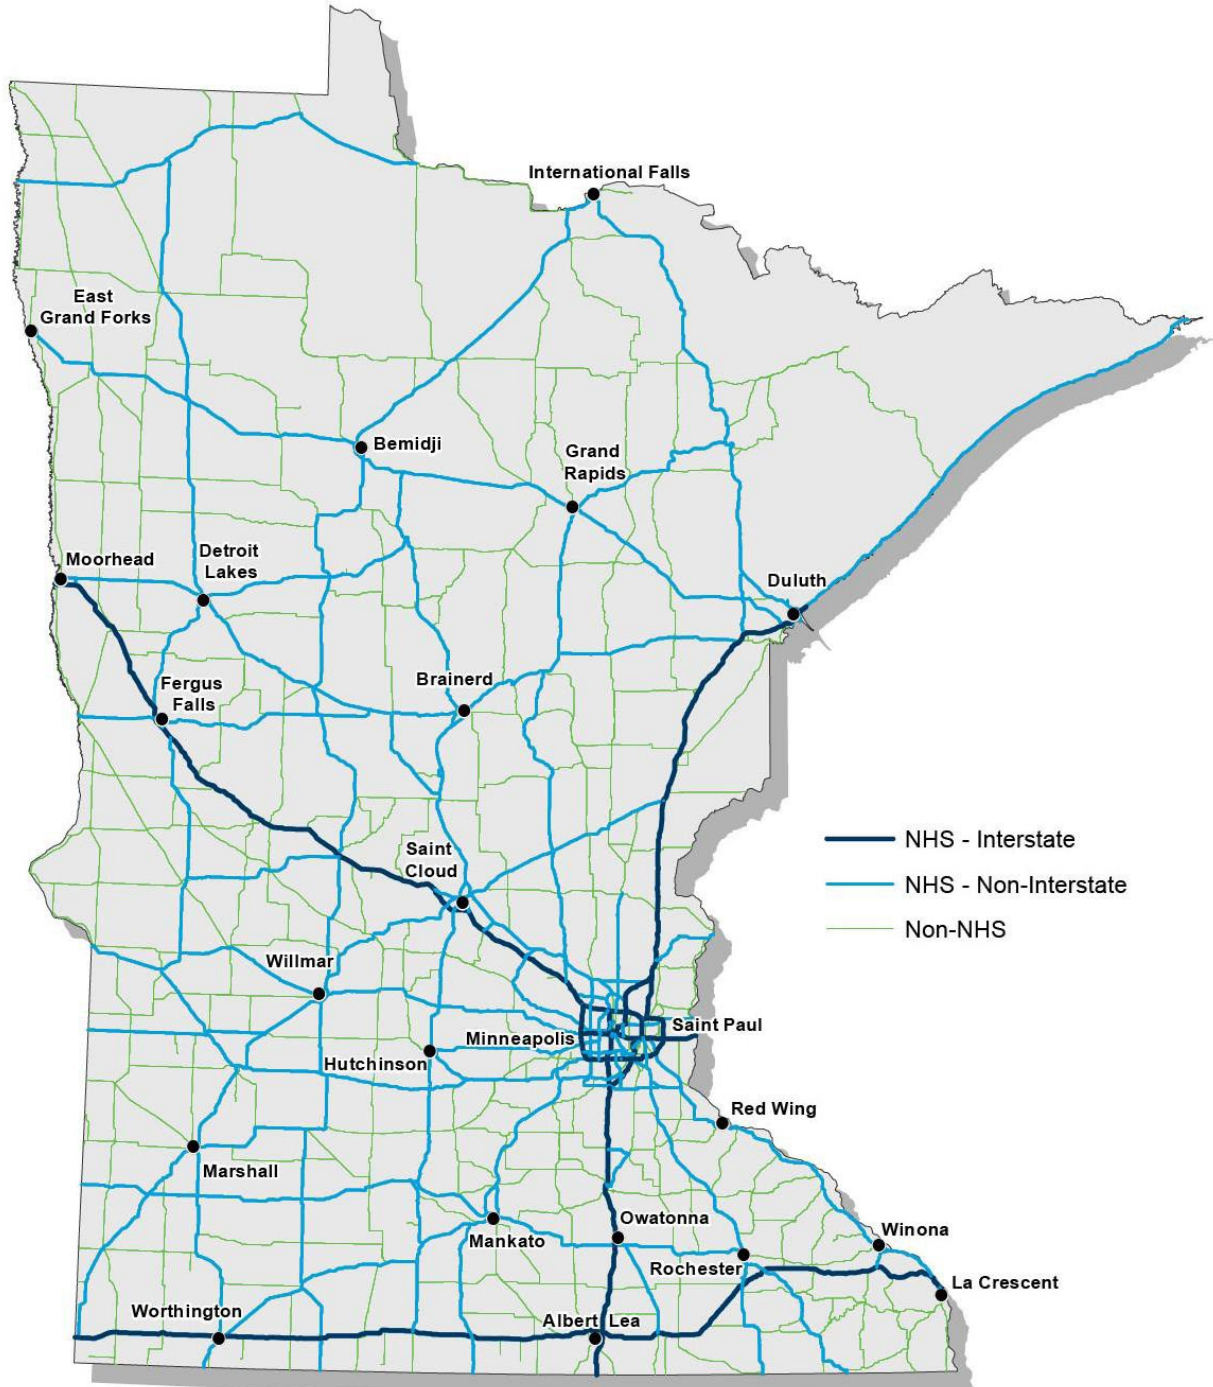 International Falls
East
Grand Forks
Bemidji
Grand
Rapids
Moorhead
Detroit
Lakes
Duluth
Fergus
Falls
Brainerd
NHS - Interstate
Saint
Cloud
NHS - Non-Interstate
Non-NHS
Willmar
Saint Paul
Minneapolis
Hutchinson
Red Wing
Marshall
Owatonna
Winona
Mankato
Rochester
La Crescent
Worthington
Albert Lea